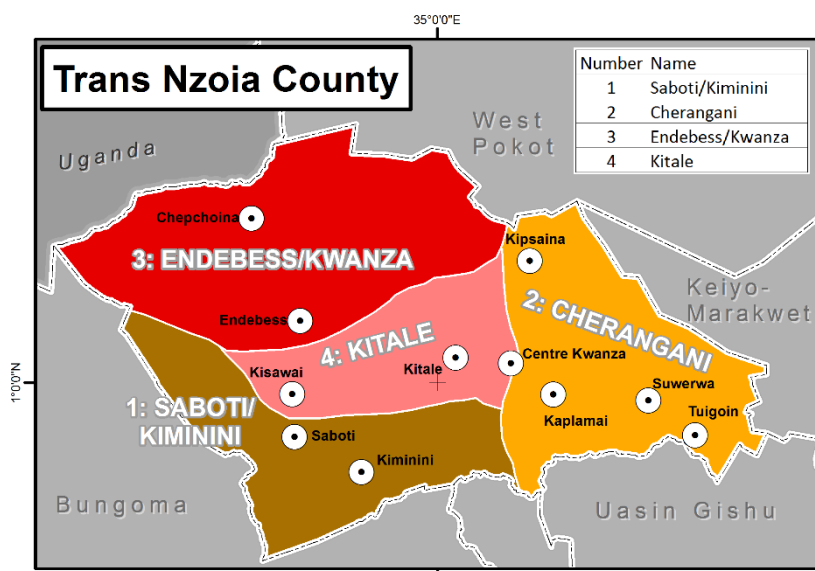 35°0'0"E
Trans Nzoia County
Number Name
1 Saboti/Kiminini
2 Cherangani
3 Endebess/Kwanza
4 Kitale
West
Pokot
Uganda
Chepchoina
Kipsaina
3: ENDEBESS/KWANZA
Keiyo-
Marakwet
Endebess
2: CHERANGANI
4: KITALE
Centre Kwanza
Kitale
1°0'0"N
Kisawai
Suwerwa
1: SABOTI/
KIMININI
Kaplamai
Tuigoin
Saboti
Kiminini
Bungoma
Uasin Gishu